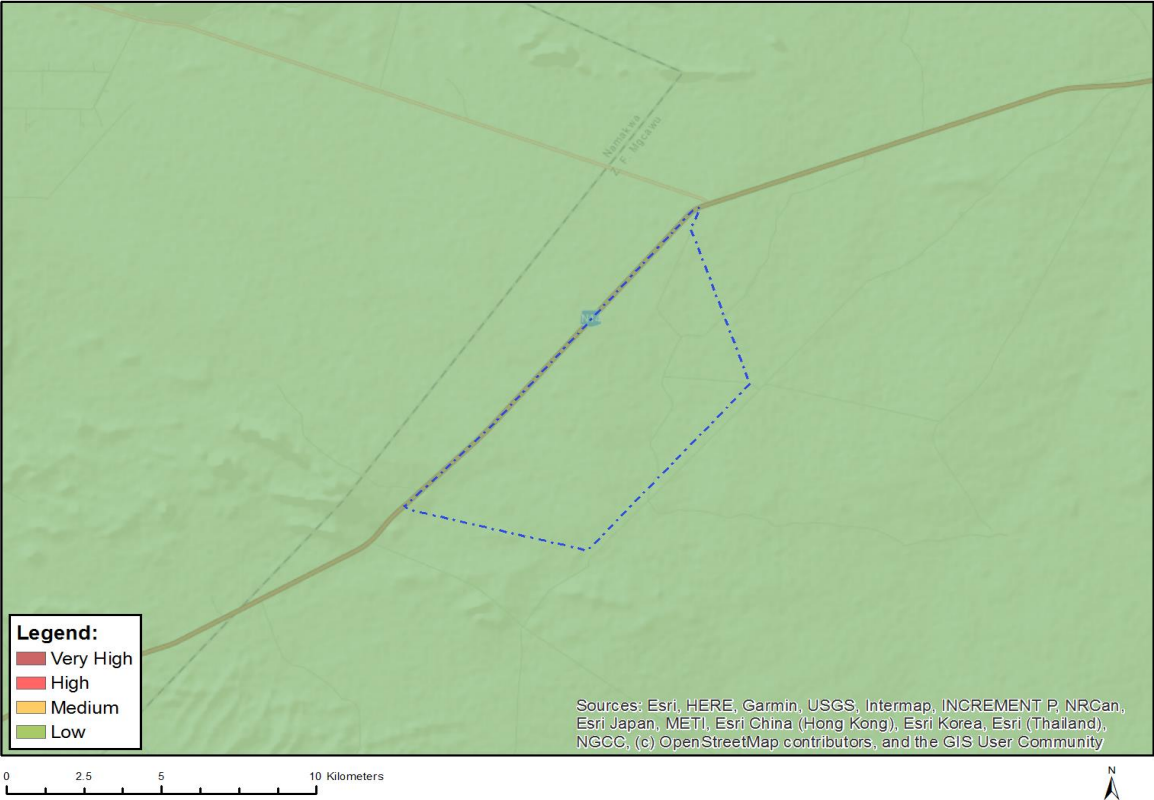 Namakwa
Z F Mgcawu
Legend:
Very High
High
Medium
Low
Sources: Esri, HERE, Garmin, USGS, Intermap, INCREMENT P, NRCan,
Esri Japan, METI, Esri China (Hong Kong), Esri Korea, Esri (Thailand),
NGCC, (c) OpenStreetMap contributors, and the GIS User Community
0 2.5 5 10 Kilometers
N